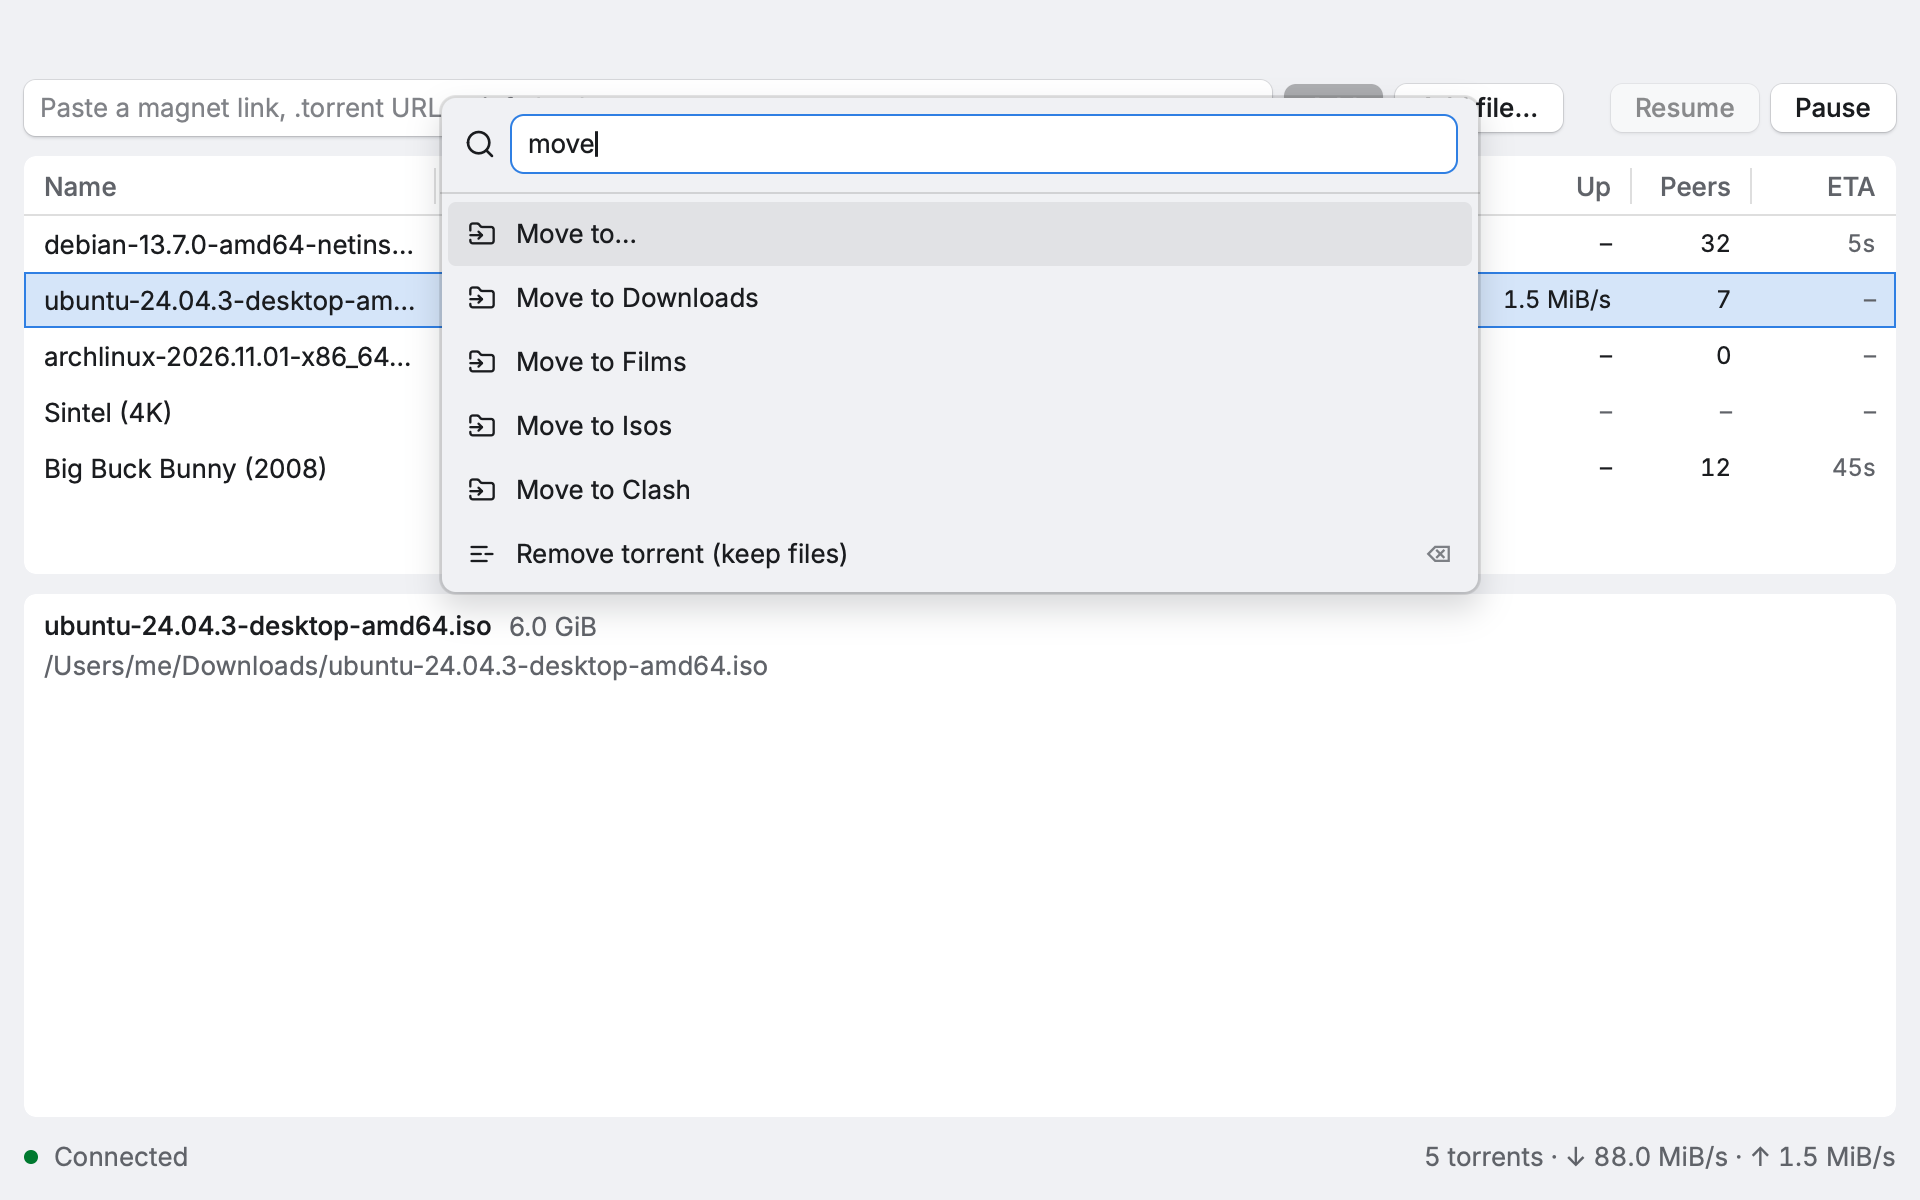 Paste a magnet link, .torrent URL
file...
Resume
Pause
move
Name
Up
Peers
ETA
Move to...
debian-13.7.0-amd64-netins...
–
32
5s
Move to Downloads
ubuntu-24.04.3-desktop-am...
1.5 MiB/s
7
–
Move to Films
archlinux-2026.11.01-x86_64...
–
0
–
Move to Isos
Sintel (4K)
–
–
–
Move to Clash
Big Buck Bunny (2008)
–
12
45s
Remove torrent (keep files)
ubuntu-24.04.3-desktop-amd64.iso 6.0 GiB
/Users/me/Downloads/ubuntu-24.04.3-desktop-amd64.iso
Connected
5 torrents · ↓ 88.0 MiB/s · ↑ 1.5 MiB/s